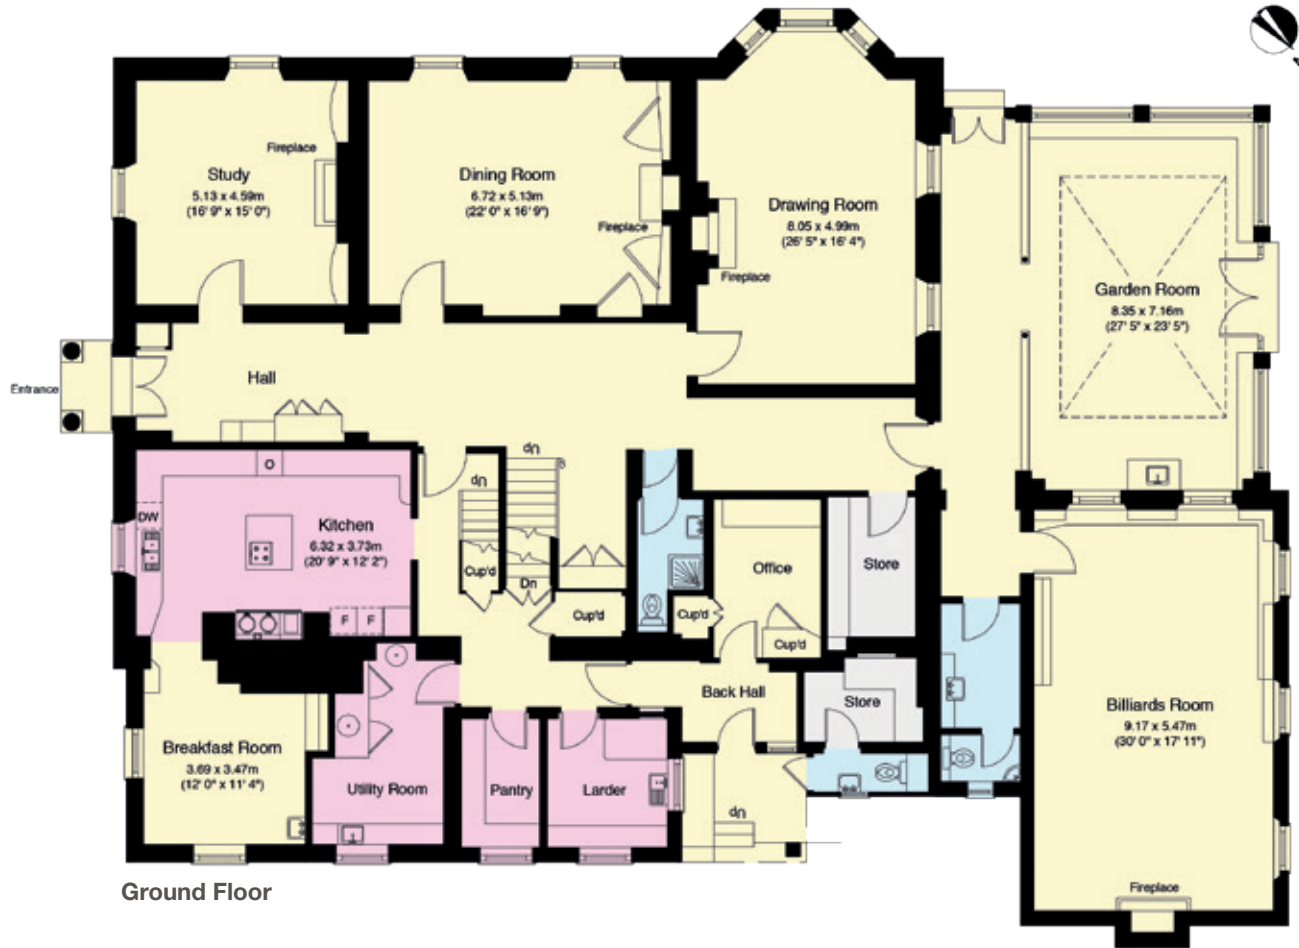 Study
5.13 x 4.59m
(16' 9" x 15' 0")
Fireplace
Dining Room
6.72 x 5.13m
(22' 0" x 16' 9")
Fireplace
Drawing Room
8.05 x 4.99m
(26' 5" x 16' 4")
Fireplace
Garden Room
8.35 x 7.16m
(27' 5" x 23' 5")
Entrance
Hall
Up
Up
Dn
DW
Kitchen
6.32 x 3.73m
(20' 9" x 12' 2")
F
F
Cup'd
Cup'd
Cup'd
Office
Cup'd
Store
Back Hall
Store
Breakfast Room
3.69 x 3.47m
(12' 0" x 11' 4")
Utility Room
Pantry
Larder
Up
Billiards Room
9.17 x 5.47m
(30' 0" x 17' 11")
Fireplace
Ground Floor